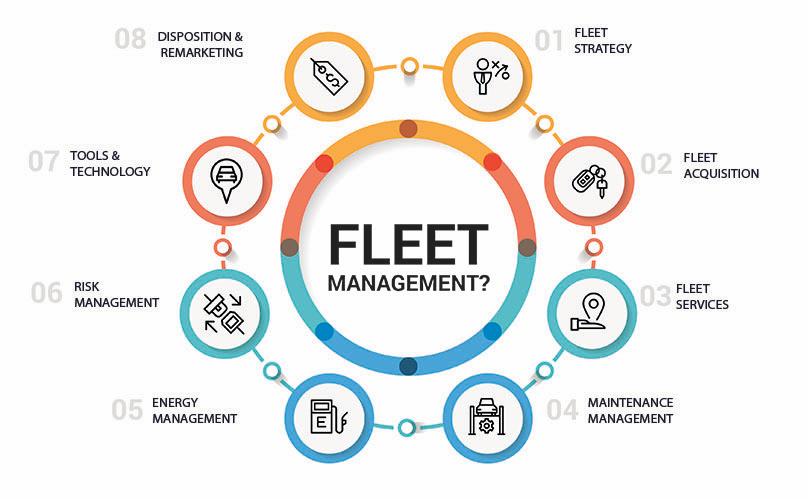 08
DISPOSITION &
REMARKETING
01
FLEET
STRATEGY
07
TOOLS &
TECHNOLOGY
02
FLEET
ACQUISITION
FLEET
MANAGEMENT?
06
RISK
MANAGEMENT
03
FLEET
SERVICES
05
ENERGY
MANAGEMENT
E
04
MAINTENANCE
MANAGEMENT
$